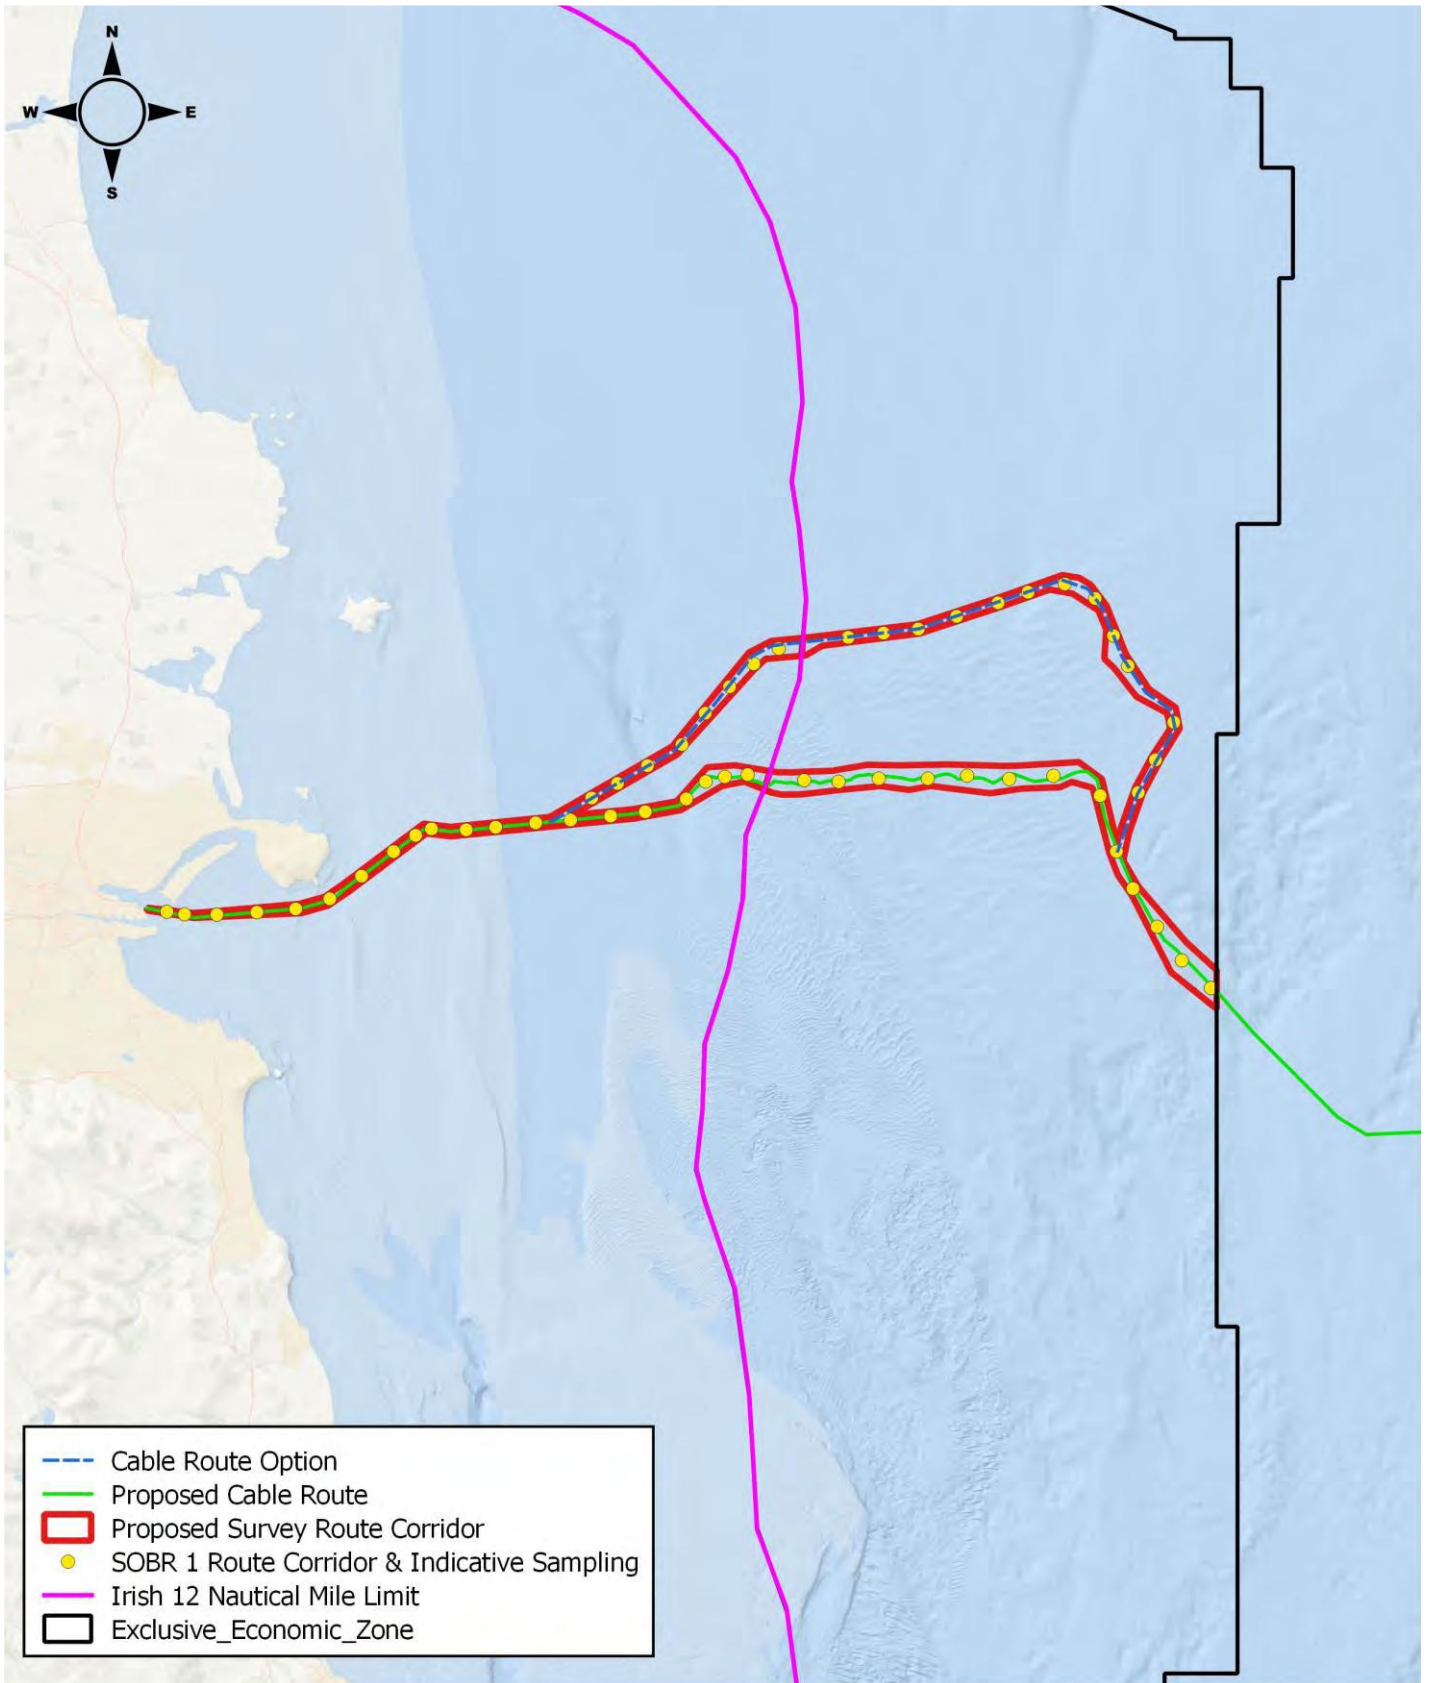 N
W E
S
Cable Route Option
Proposed Cable Route
Proposed Survey Route Corridor
SOBR 1 Route Corridor & Indicative Sampling
Irish 12 Nautical Mile Limit
Exclusive_Economic_Zone